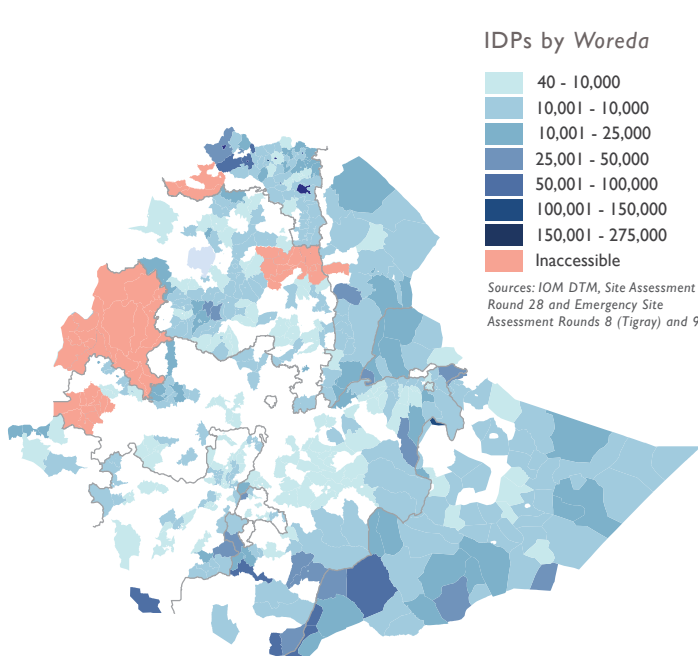 IDPs by Woreda
40 - 10,000
10,001 - 10,000
10,001 - 25,000
25,001 - 50,000
50,001 - 100,000
100,001 - 150,000
150,001 - 275,000
Inaccessible
Sources: IOM DTM, Site Assessment
Round 28 and Emergency Site
Assessment Rounds 8 (Tigray) and 9